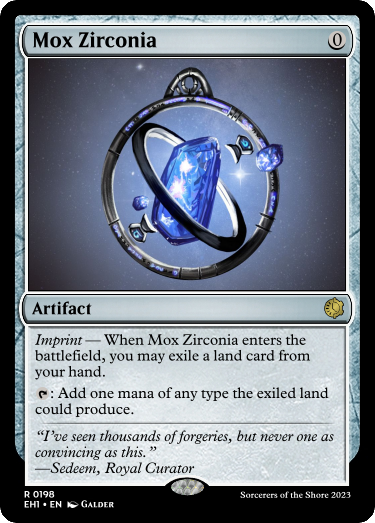 Mox Zirconia 0
Artifact
Imprint — When Mox Zirconia enters the
battlefield, you may exile a land card from
your hand.
: Add one mana of any type the exiled land
could produce.
“I’ve seen thousands of forgeries, but never one as
convincing as this.”
—Sedeem, Royal Curator
R 0198
EH1 • EN Galder
Sorcerers of the Shore 2023